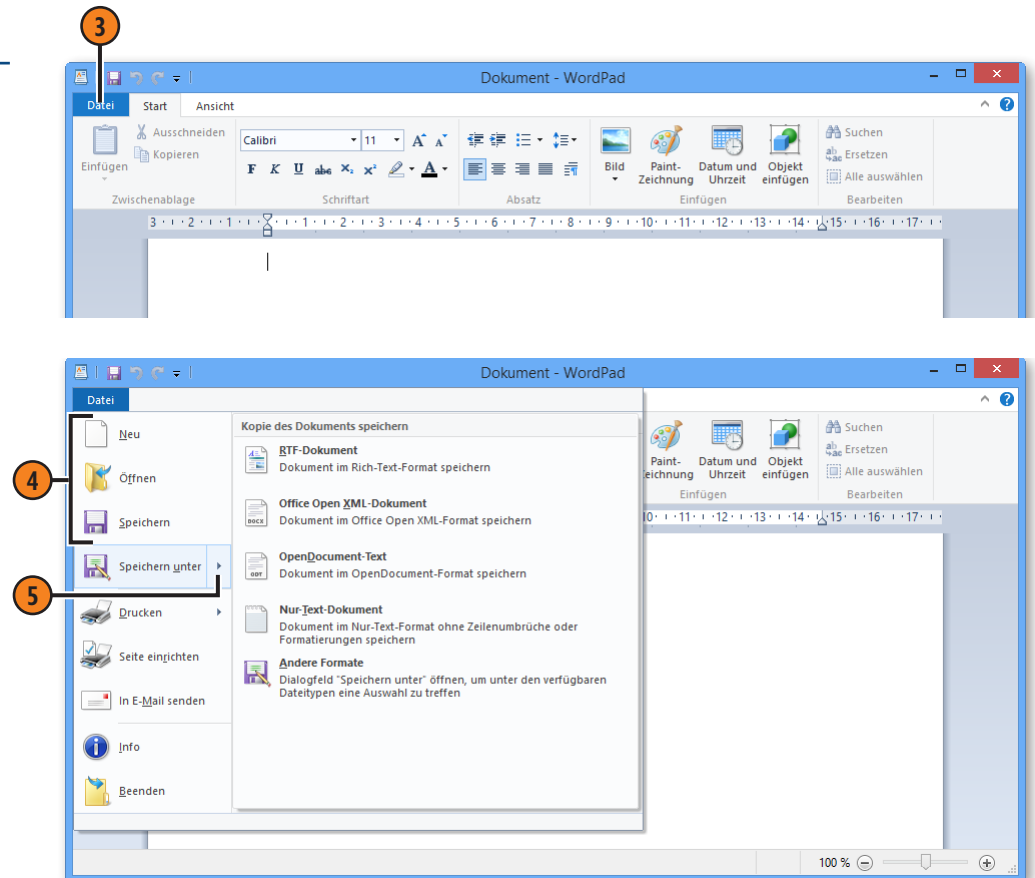 3
Dokument - WordPad
Datei Start Ansicht
Einfügen
Ausschneiden
Kopieren
Zwischenablage
Calibri 11
F K U abc X₂ X² A
Schriftart
Absatz
Bild
Paint-
Zeichnung
Datum und
Uhrzeit
Objekt
einfügen
Einfügen
Suchen
Ersetzen
Alle auswählen
Bearbeiten
3 2 1 1 2 3 4 5 6 7 8 9 10 11 12 13 14 15 16 17
Dokument - WordPad
Datei
4
Neu
Öffnen
Speichern
5
Speichern unter
Drucken
Seite einrichten
In E-Mail senden
Info
Beenden
Kopie des Dokuments speichern
RTF-Dokument
Dokument im Rich-Text-Format speichern
Office Open XML-Dokument
DOCX
Dokument im Office Open XML-Format speichern
OpenDocument-Text
ODT
Dokument im OpenDocument-Format speichern
Nur-Text-Dokument
Dokument im Nur-Text-Format ohne Zeilenumbrüche oder
Formatierungen speichern
Andere Formate
Dialogfeld "Speichern unter" öffnen, um unter den verfügbaren
Dateitypen eine Auswahl zu treffen
Paint-
eichnung
Datum und
Uhrzeit
Objekt
einfügen
Einfügen
Suchen
Ersetzen
Alle auswählen
Bearbeiten
10 11 12 13 14 15 16 17
100 %